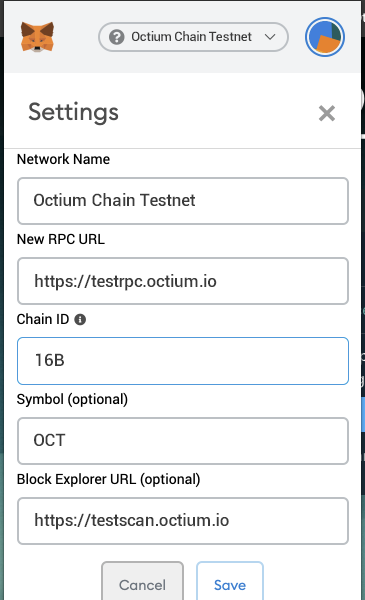 Octium Chain Testnet
Settings
Network Name
Octium Chain Testnet
New RPC URL
https://testrpc.octium.io
Chain ID
16B
Symbol (optional)
OCT
Block Explorer URL (optional)
https://testscan.octium.io
Cancel
Save